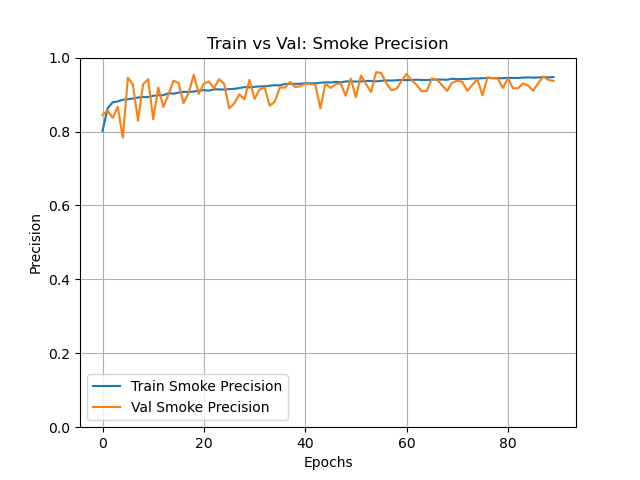 Train vs Val: Smoke Precision
1.0
0.8
0.6
0.4
0.2
0.0
Precision
Train Smoke Precision
Val Smoke Precision
0 20 40 60 80
Epochs